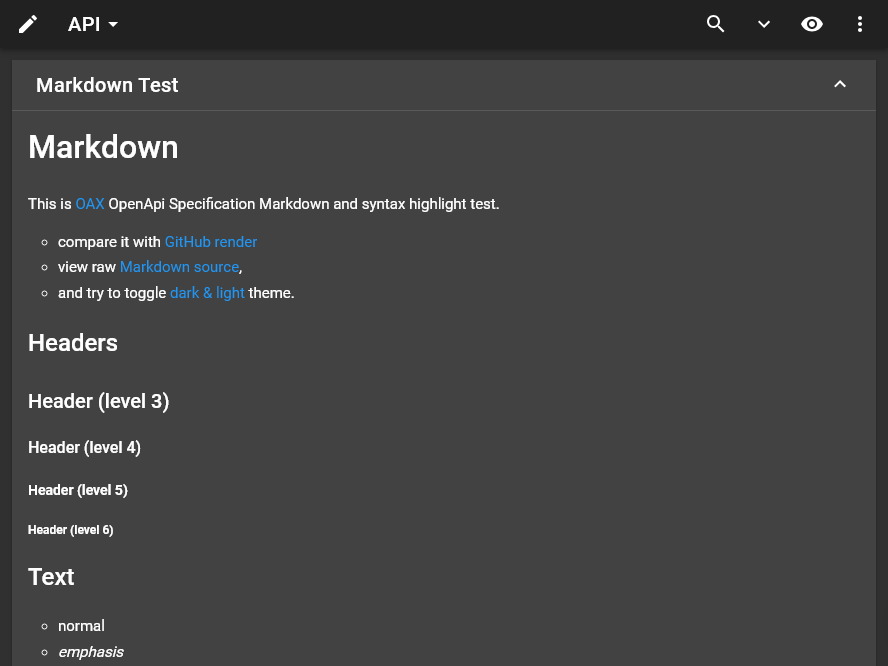 API
Markdown Test
Markdown
This is OAX OpenApi Specification Markdown and syntax highlight test.
compare it with GitHub render
view raw Markdown source,
and try to toggle dark & light theme.
Headers
Header (level 3)
Header (level 4)
Header (level 5)
Header (level 6)
Text
normal
emphasis